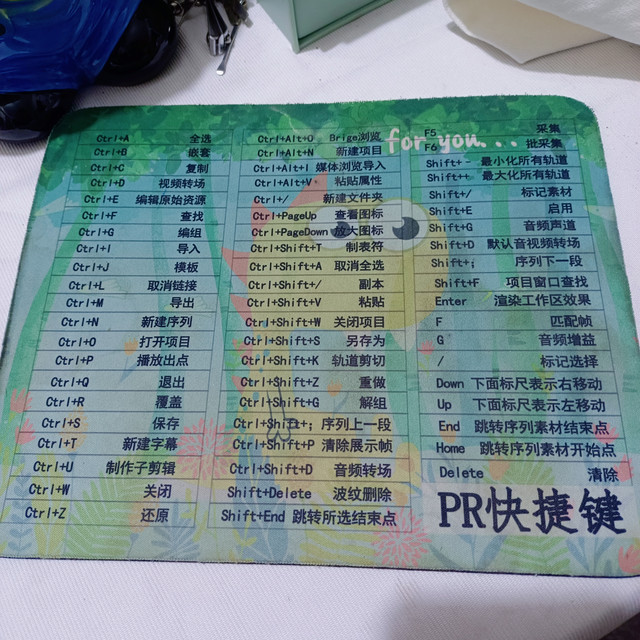 Ctrl+A 全选
Ctrl+B 嵌套
Ctrl+C 复制
Ctrl+D 视频转场
Ctrl+E 编辑原始资源
Ctrl+F 查找
Ctrl+G 编组
Ctrl+I 导入
Ctrl+J 模板
Ctrl+L 取消链接
Ctrl+M 导出
Ctrl+N 新建序列
Ctrl+O 打开项目
Ctrl+P 播放出点
Ctrl+Q 退出
Ctrl+R 覆盖
Ctrl+S 保存
Ctrl+T 新建字幕
Ctrl+U 制作子剪辑
Ctrl+W 关闭
Ctrl+Z 还原
Ctrl+Alt+O Brige浏览
Ctrl+Alt+N 新建项目
Ctrl+Alt+I 媒体浏览导入
Ctrl+Alt+V 粘贴属性
Ctrl+/ 新建文件夹
Ctrl+PageUp 查看图标
Ctrl+PageDown 放大图标
Ctrl+Shift+T 制表符
Ctrl+Shift+A 取消全选
Ctrl+Shift+/ 副本
Ctrl+Shift+V 粘贴
Ctrl+Shift+W 关闭项目
Ctrl+Shift+S 另存为
Ctrl+Shift+K 轨道剪切
Ctrl+Shift+Z 重做
Ctrl+Shift+G 解组
Ctrl+Shift+; 序列上一段
Ctrl+Shift+P 清除展示帧
Ctrl+Shift+D 音频转场
Shift+Delete 波纹删除
Shift+End 跳转所选结束点
for you...
F5 采集
F6 批采集
Shift+- 最小化所有轨道
Shift++ 最大化所有轨道
Shift+/ 标记素材
Shift+E 启用
Shift+G 音频声道
Shift+D 默认音视频转场
Shift+; 序列下一段
Shift+F 项目窗口查找
Enter 渲染工作区效果
F 匹配帧
G 音频增益
/ 标记选择
Down 下面标尺表示右移动
Up 下面标尺表示左移动
End 跳转序列素材结束点
Home 跳转序列素材开始点
Delete 清除
PR快捷键